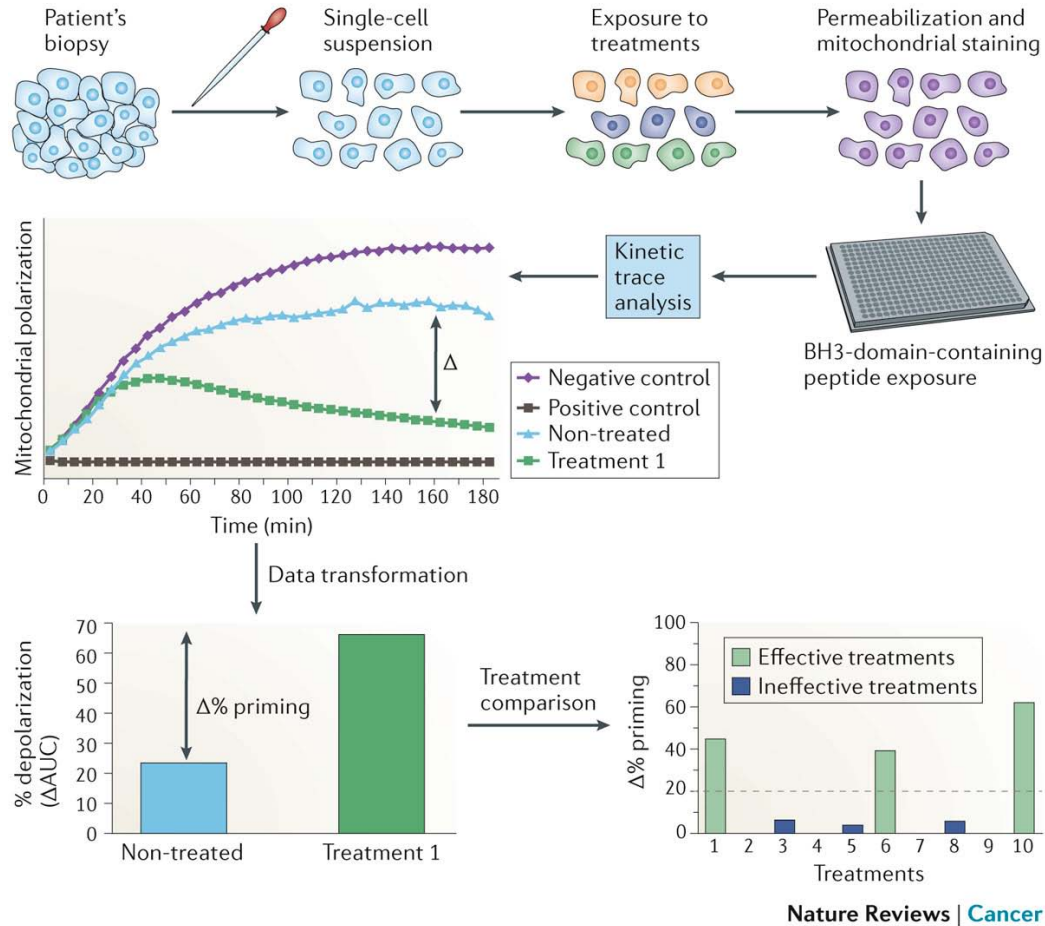 Patient's
biopsy
Single-cell
suspension
Exposure to
treatments
Permeabilization and
mitochondrial staining
BH3-domain-containing
peptide exposure
Kinetic
trace
analysis
Mitochondrial polarization
Δ
Negative control
Positive control
Non-treated
Treatment 1
0 20 40 60 80 100 120 140 160 180
Time (min)
Data transformation
% depolarization
(ΔAUC)
70
60
50
40
30
20
10
0
Δ% priming
Non-treated Treatment 1
Treatment
comparison
Δ% priming
100
80
60
40
20
0
Effective treatments
Ineffective treatments
1 2 3 4 5 6 7 8 9 10
Treatments
Nature Reviews | Cancer